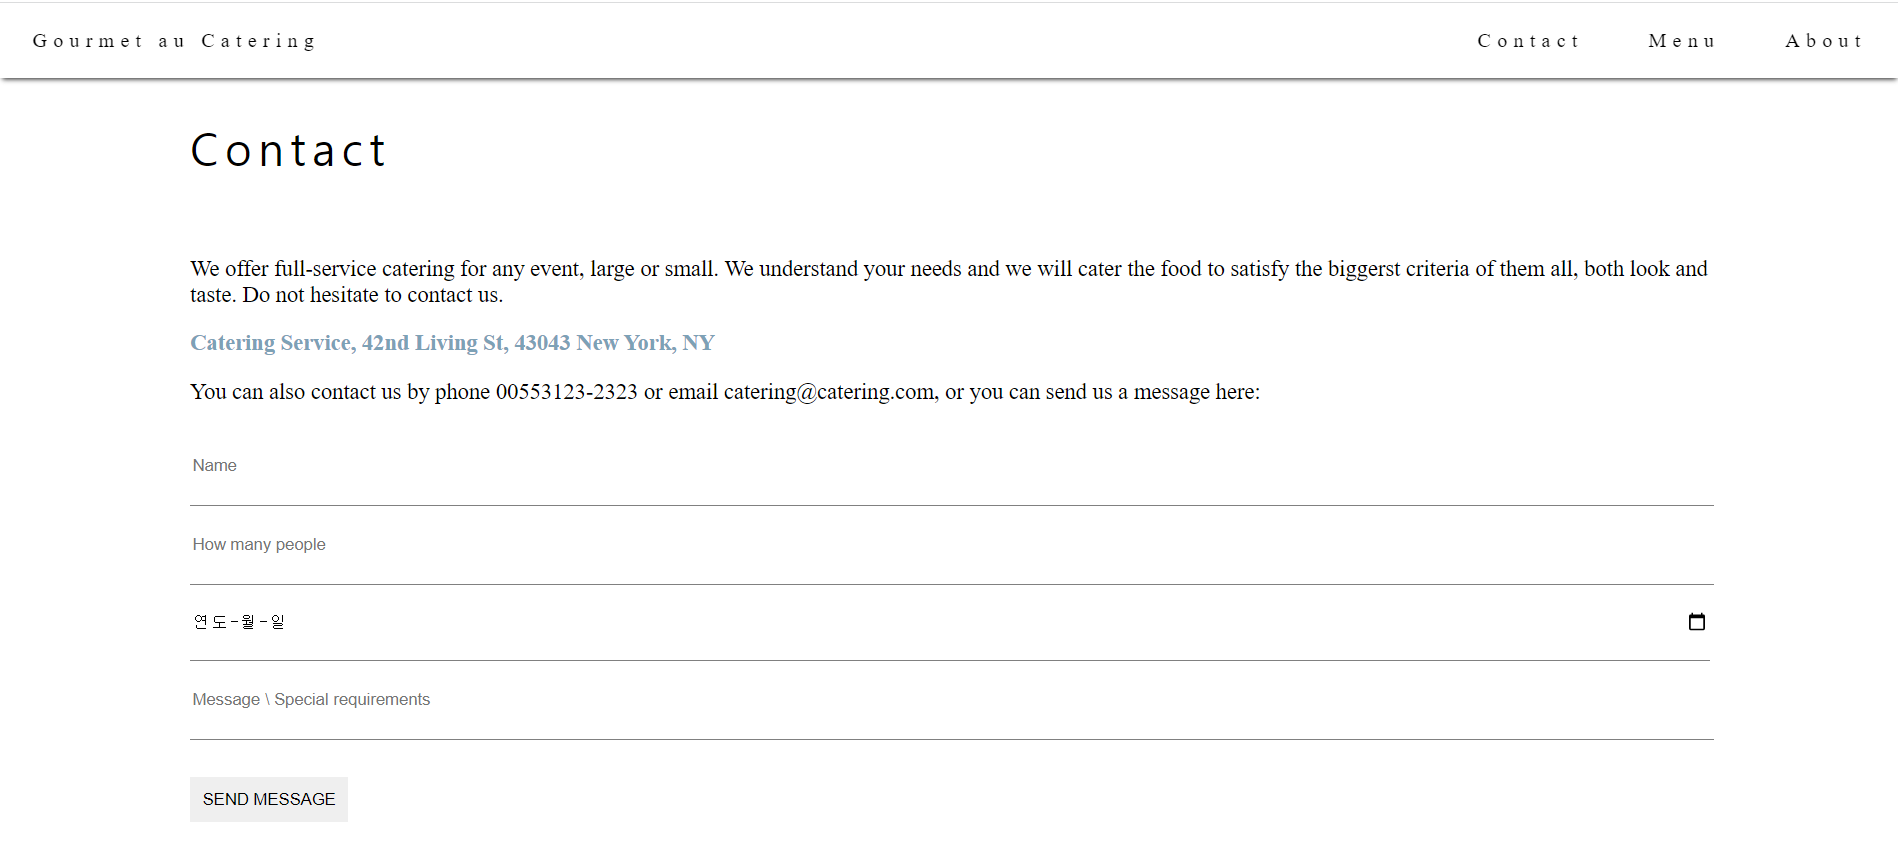 Gourmet au Catering
Contact
Menu
About
Contact
We offer full-service catering for any event, large or small. We understand your needs and we will cater the food to satisfy the biggerst criteria of them all, both look and
taste. Do not hesitate to contact us.
Catering Service, 42nd Living St, 43043 New York, NY
You can also contact us by phone 00553123-2323 or email catering@catering.com, or you can send us a message here:
Name
How many people
연도-월-일
Message \ Special requirements
SEND MESSAGE